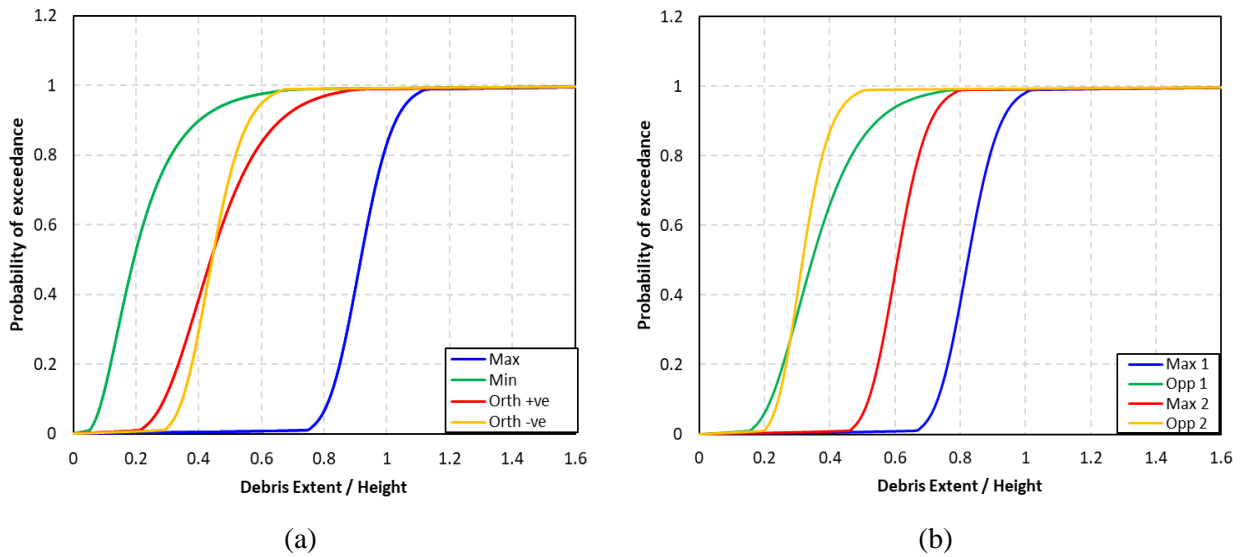 1.2
1
0.8
0.6
0.4
0.2
0
Probability of exceedance
0 0.2 0.4 0.6 0.8 1 1.2 1.4 1.6
Debris Extent / Height
Max
Min
Orth +ve
Orth -ve
(a)
1.2
1
0.8
0.6
0.4
0.2
0
Probability of exceedance
0 0.2 0.4 0.6 0.8 1 1.2 1.4 1.6
Debris Extent / Height
Max 1
Opp 1
Max 2
Opp 2
(b)